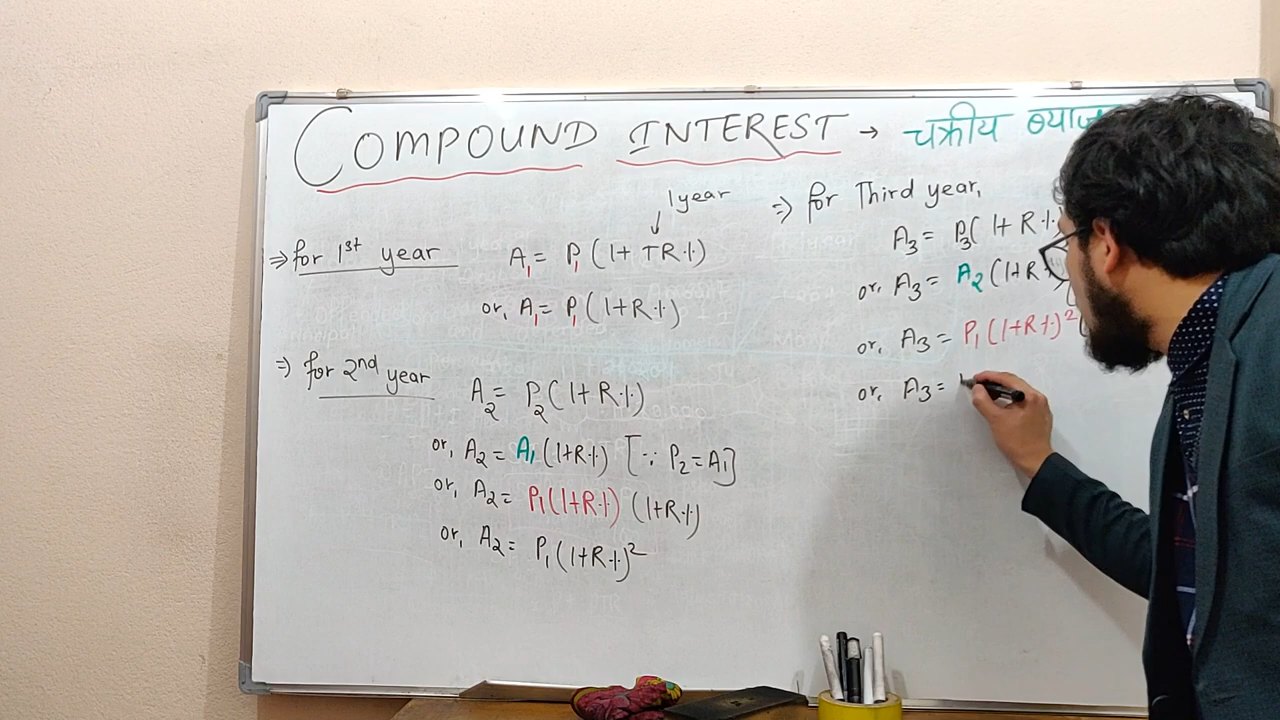 COMPOUND INTEREST → चक्रीय ब्याज
1 year
⇒ for 1st year A₁ = P₁ (1 + TR%)
or, A₁ = P₁ (1+R%)
⇒ for 2nd year A₂ = P₂ (1+R%)
or, A₂ = A₁ (1+R%) [∵ P₂ = A₁]
or, A₂ = P₁(1+R%) (1+R%)
or, A₂ = P₁ (1+R%)²
⇒ for Third year,
A₃ = P₃( 1+ R%
or, A₃ = A₂ (1+R
or, A₃ = P₁ (1+R%)² (
or, A₃ =